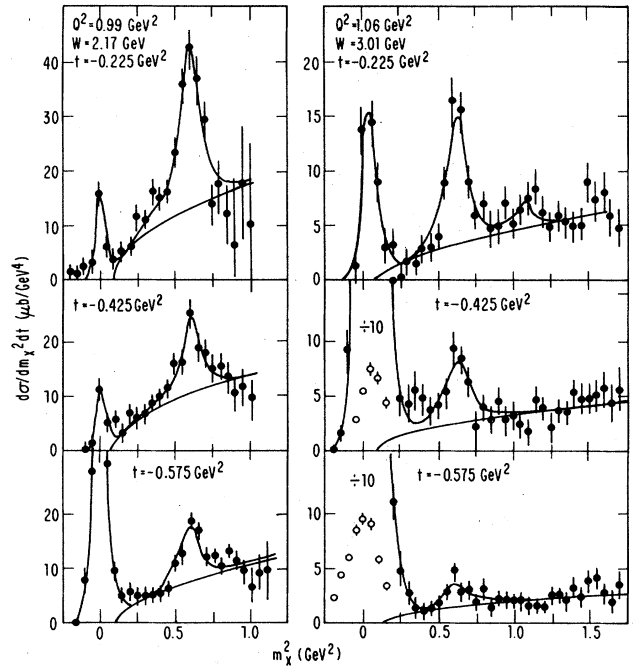 Q²=0.99 GeV²
W=2.17 GeV
t=-0.225 GeV²
Q²=1.06 GeV²
W=3.01 GeV
t=-0.225 GeV²
40
30
20
10
0
20
15
10
5
0
t=-0.425 GeV²
20
10
0
÷10
t=-0.425 GeV²
10
5
0
t=-0.575 GeV²
30
20
10
0
÷10
t=-0.575 GeV²
10
5
0
dσ/dm²ₓdt (μb/GeV⁴)
0 0.5 1.0
0 0.5 1.0 1.5
m²ₓ(GeV²)